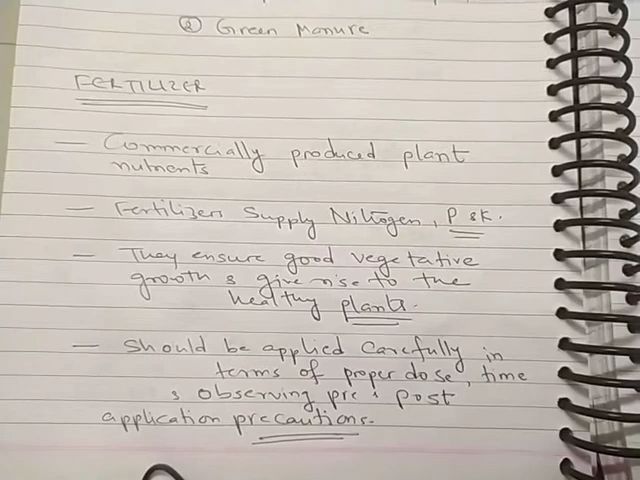 ② Green Manure
FERTILIZER
— Commercially produced plant
nutrients
— Fertilizers Supply Nitrogen, P & K.
— They ensure good vegetative
growth & give rise to the
healthy plants.
— Should be applied carefully in
terms of proper dose, time
& observing pre & post
application precautions.